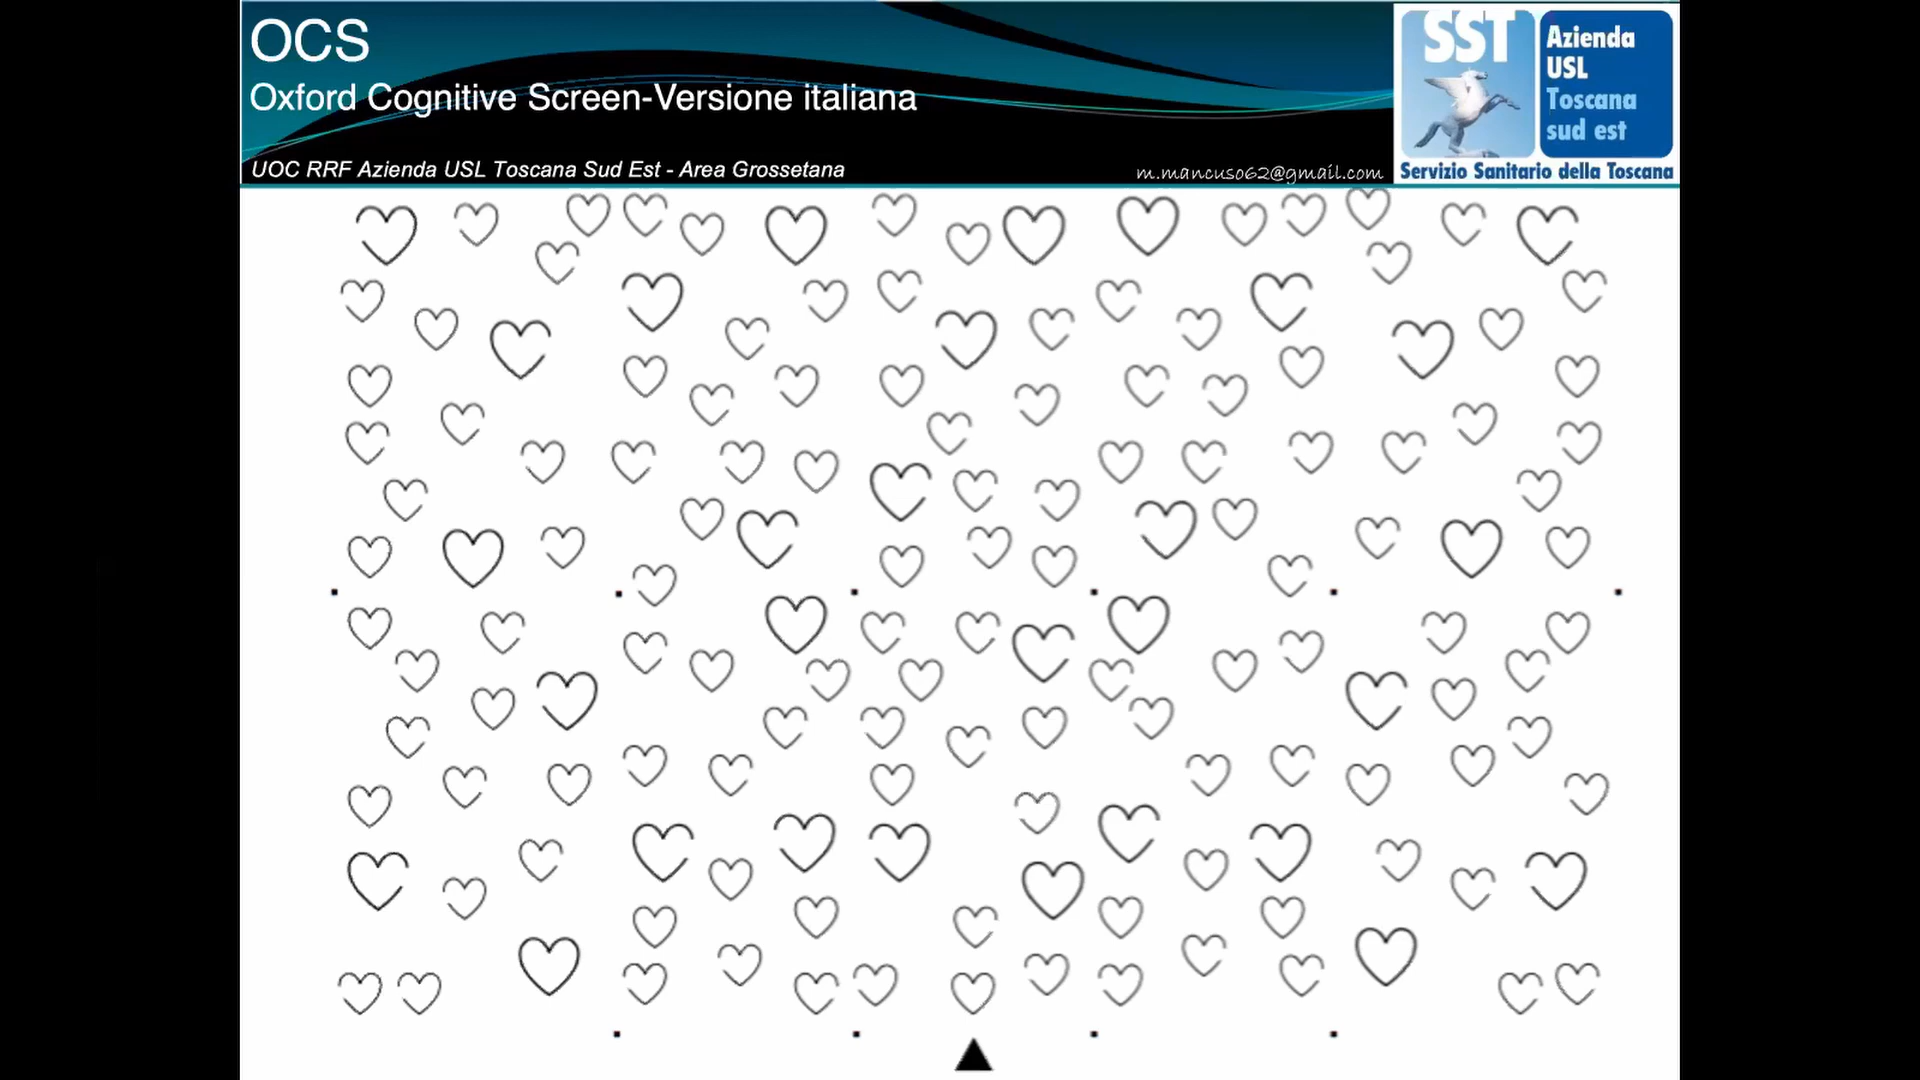 OCS
Oxford Cognitive Screen-Versione italiana
UOC RRF Azienda USL Toscana Sud Est - Area Grossetana
m.mancuso62@gmail.com
SST
Azienda
USL
Toscana
sud est
Servizio Sanitario della Toscana